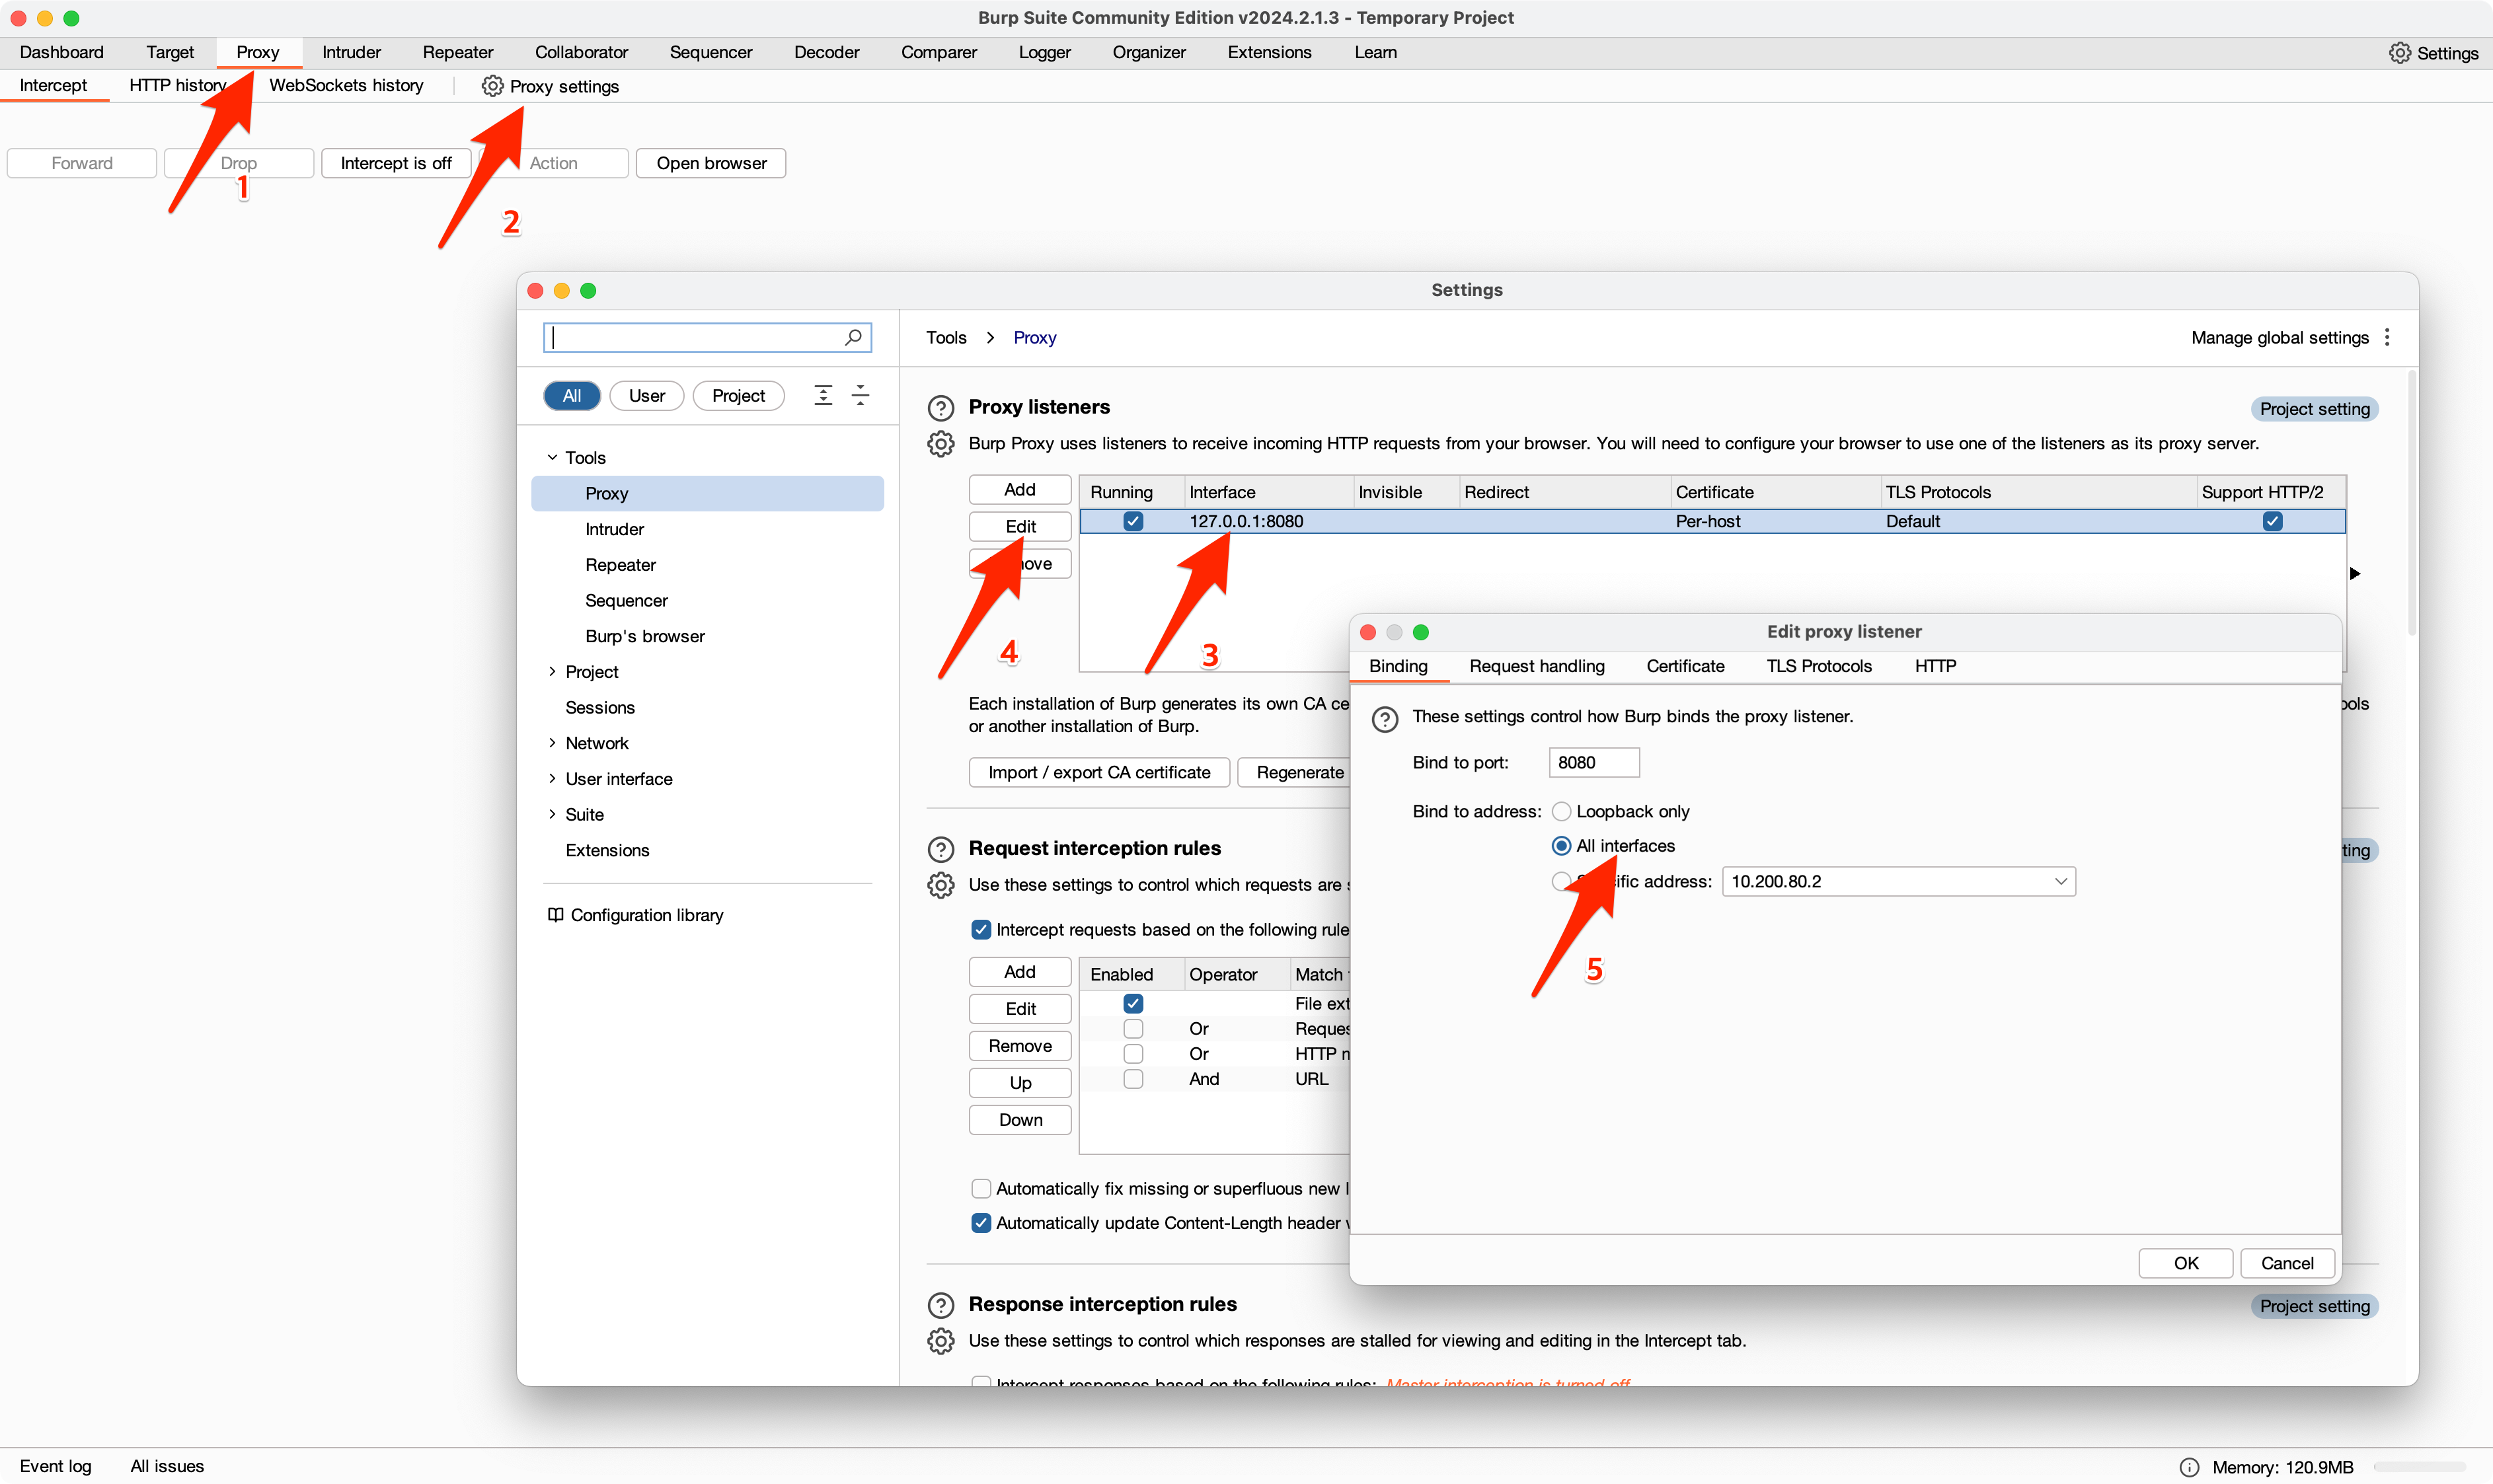 Burp Suite Community Edition v2024.2.1.3 - Temporary Project
Dashboard Target Proxy Intruder Repeater Collaborator Sequencer Decoder Comparer Logger Organizer Extensions Learn Settings
Intercept HTTP history WebSockets history Proxy settings
Forward Drop Intercept is off Action Open browser
1
2
Settings
Tools > Proxy Manage global settings
All User Project
Tools
Proxy
Intruder
Repeater
Sequencer
Burp's browser
Project
Sessions
Network
User interface
Suite
Extensions
Configuration library
Proxy listeners Project setting
Burp Proxy uses listeners to receive incoming HTTP requests from your browser. You will need to configure your browser to use one of the listeners as its proxy server.
Add
Edit
ove
Running Interface Invisible Redirect Certificate TLS Protocols Support HTTP/2
127.0.0.1:8080 Per-host Default
4
3
Each installation of Burp generates its own CA ce
ools
or another installation of Burp.
Import / export CA certificate Regenerate
Request interception rules
ting
Use these settings to control which requests are s
Intercept requests based on the following rule
Add
Edit
Remove
Up
Down
Enabled Operator Match
File ext
Or Reques
Or HTTP
And URL
Automatically fix missing or superfluous new l
Automatically update Content-Length header
Response interception rules Project setting
Use these settings to control which responses are stalled for viewing and editing in the Intercept tab.
Intercept responses based on the following rules: Master interception is turned off
Edit proxy listener
Binding Request handling Certificate TLS Protocols HTTP
These settings control how Burp binds the proxy listener.
Bind to port: 8080
Bind to address: Loopback only
All interfaces
ific address: 10.200.80.2
5
OK Cancel
Event log All issues Memory: 120.9MB